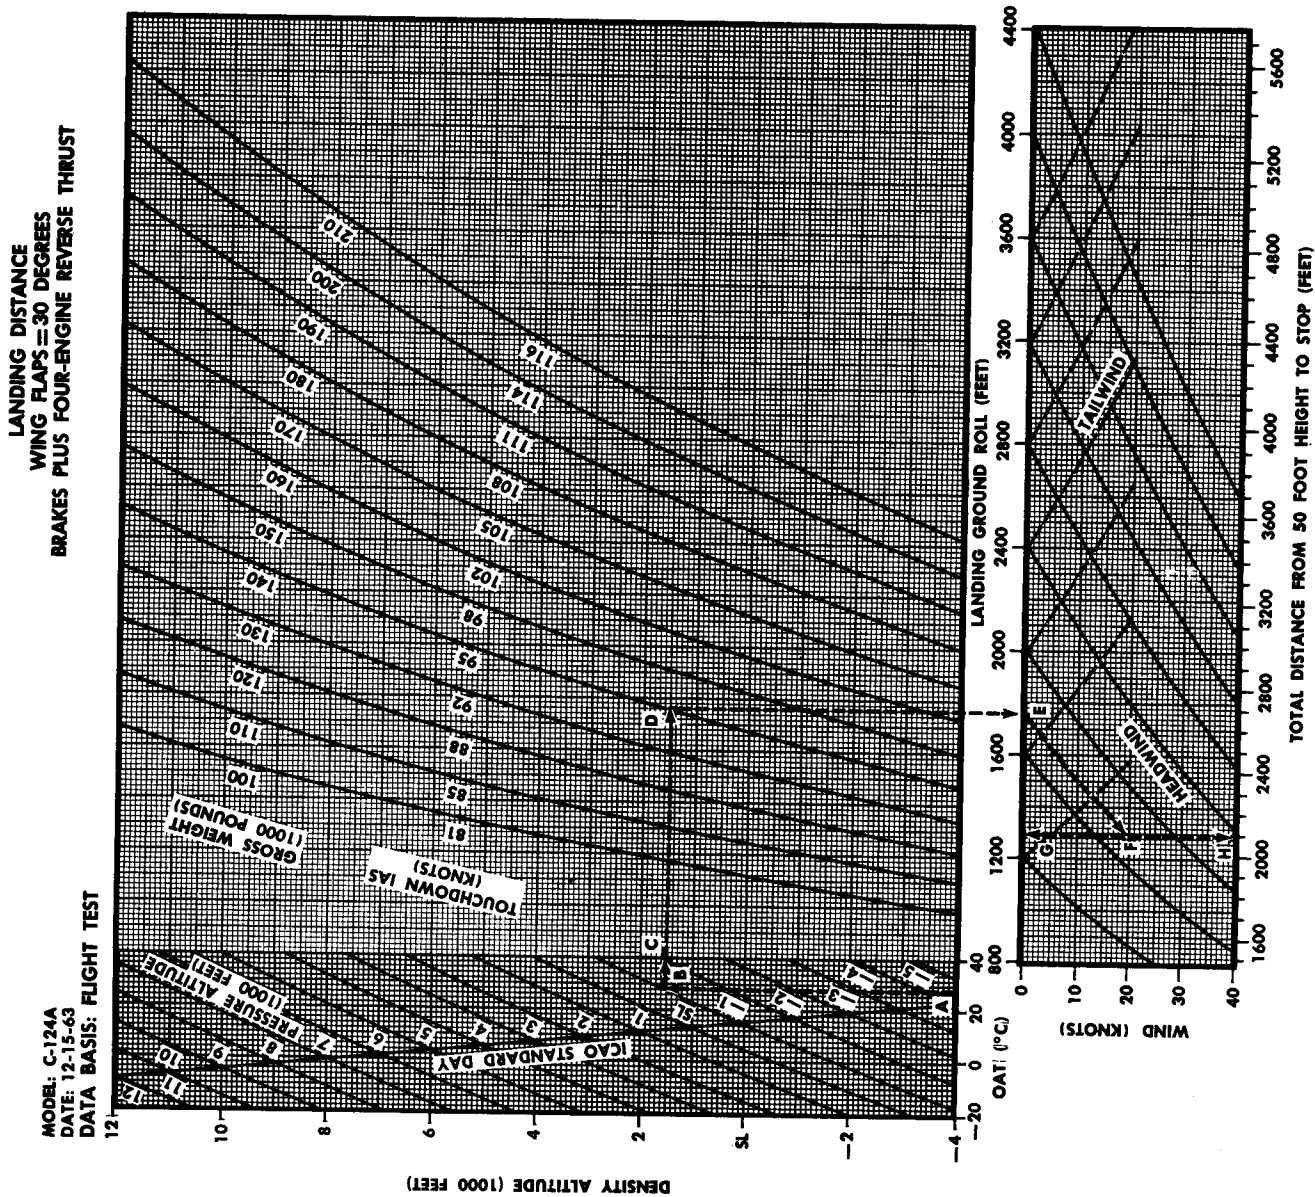 LANDING DISTANCE
WING FLAPS=30 DEGREES
BRAKES PLUS FOUR-ENGINE REVERSE THRUST
MODEL: C-124A
DATE: 12-15-63
DATA BASIS: FLIGHT TEST
DENSITY ALTITUDE (1000 FEET)
12
10
8
6
4
2
SL
—2
—4
PRESSURE ALTITUDE
(1000 FEET)
12
11
10
9
8
7
6
5
4
3
2
1
SL
—1
—2
—3
—4
—5
ICAO STANDARD DAY
GROSS WEIGHT
(1000 POUNDS)
100
110
120
130
140
150
160
170
180
190
200
210
TOUCHDOWN IAS
(KNOTS)
81
85
88
92
95
98
102
105
108
111
114
116
A
B
C
D
OAT: (°C)
—20
0
20
40
LANDING GROUND ROLL (FEET)
800
1200
1600
2000
2400
2800
3200
3600
4000
4400
WIND (KNOTS)
0
10
20
30
40
E
F
G
H
HEADWIND
TAILWIND
1600
2000
2400
2800
3200
3600
4000
4400
4800
5200
5600
TOTAL DISTANCE FROM 50 FOOT HEIGHT TO STOP (FEET)